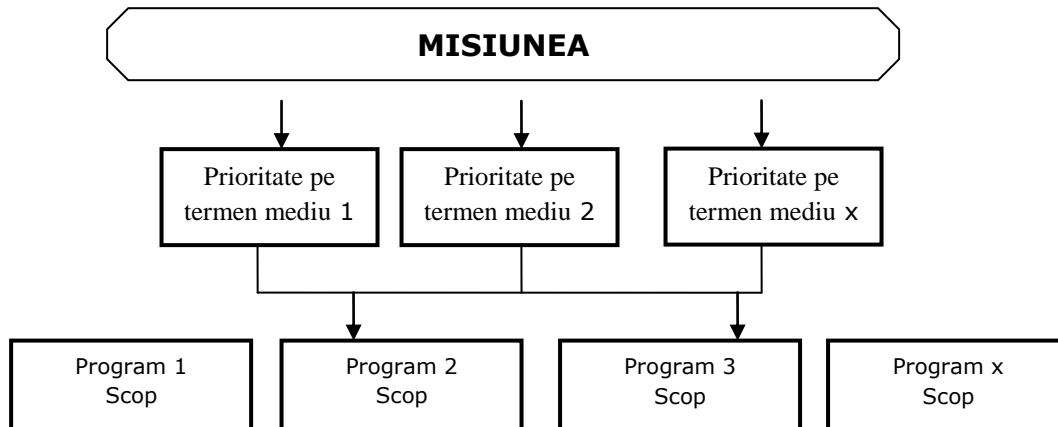 MISIUNEA
Prioritate pe
termen mediu 1
Prioritate pe
termen mediu 2
Prioritate pe
termen mediu x
Program 1
Scop
Program 2
Scop
Program 3
Scop
Program x
Scop